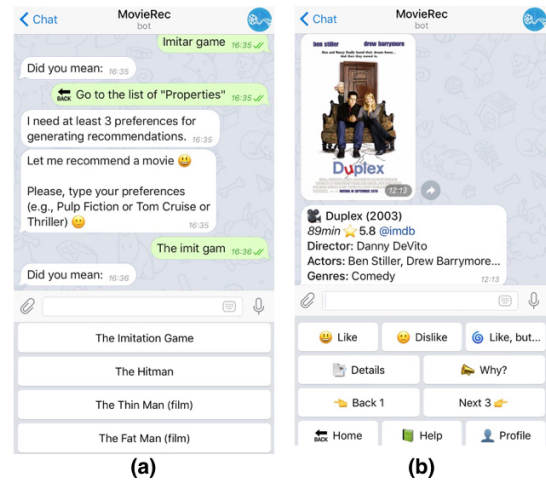 Chat
MovieRec
bot
Imitar game 16:35
Did you mean: 16:35
BACK Go to the list of "Properties" 16:35
I need at least 3 preferences for
generating recommendations. 16:35
Let me recommend a movie 😃
Please, type your preferences
(e.g., Pulp Fiction or Tom Cruise or
Thriller) 🙂 16:35
The imit gam 16:36
Did you mean: 16:36
The Imitation Game
The Hitman
The Thin Man (film)
The Fat Man (film)
(a)
Chat
MovieRec
bot
ben stiller drew barrymore
Duplex
12:13
Duplex (2003)
89min ⭐ 5.8 @imdb
Director: Danny DeVito
Actors: Ben Stiller, Drew Barrymore...
Genres: Comedy 12:13
😃 Like 🙁 Dislike 🌀 Like, but...
Details Why?
👈 Back 1 Next 3 👉
BACK Home Help Profile
(b)